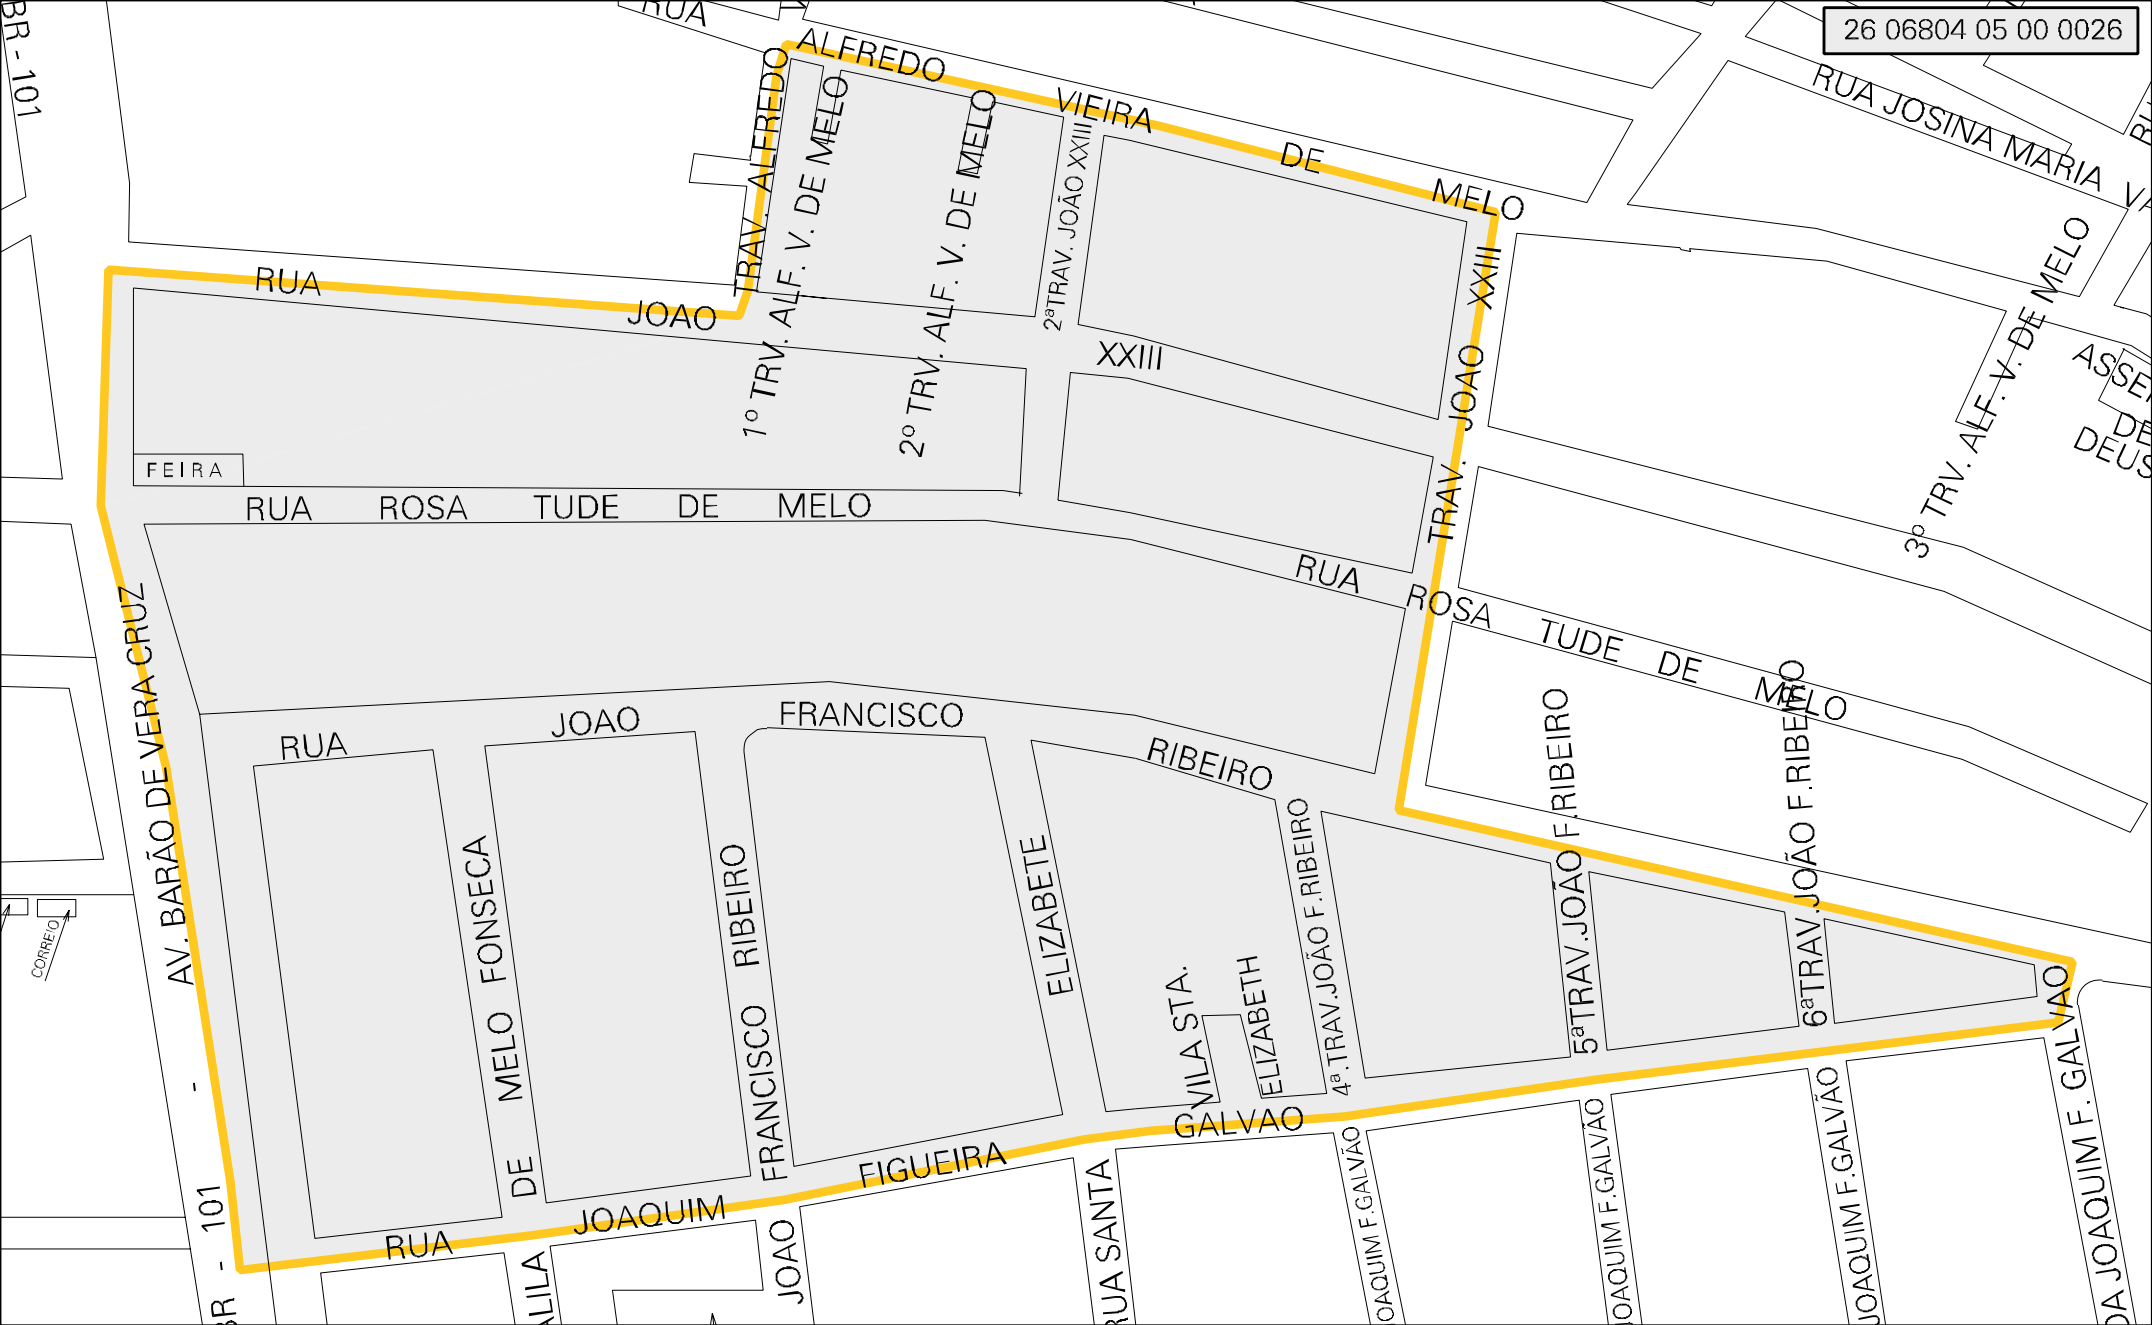 26 06804 05 00 0026
BR - 101
RUA
ALFREDO VIEIRA DE MELO
RUA JOSINA MARIA
TRAV. ALFREDO
1º TRV. ALF. V. DE MELO
2º TRV. ALF. V. DE MELO
2ªTRAV. JOÃO XXIII
TRAV. JOAO XXIII
3º TRV. ALF. V. DE MELO
DE
DEUS
RUA JOAO XXIII
FEIRA
RUA ROSA TUDE DE MELO
RUA ROSA TUDE DE MELO
AV. BARÃO DE VERA CRUZ
RUA JOAO FRANCISCO RIBEIRO
DE MELO FONSECA
FRANCISCO RIBEIRO
ELIZABETE
VILA STA.
ELIZABETH
4ª.TRAV.JOÃO F.RIBEIRO
5ªTRAV.JOÃO F.RIBEIRO
6ªTRAV.JOÃO F.RIBEIRO
CORREIO
BR - 101 -
RUA JOAQUIM FIGUEIRA GALVAO
JOAO
RUA SANTA
JOAQUIM F.GALVÃO
JOAQUIM F.GALVÃO
JOAQUIM F.GALVÃO
JOAQUIM F. GALVAO